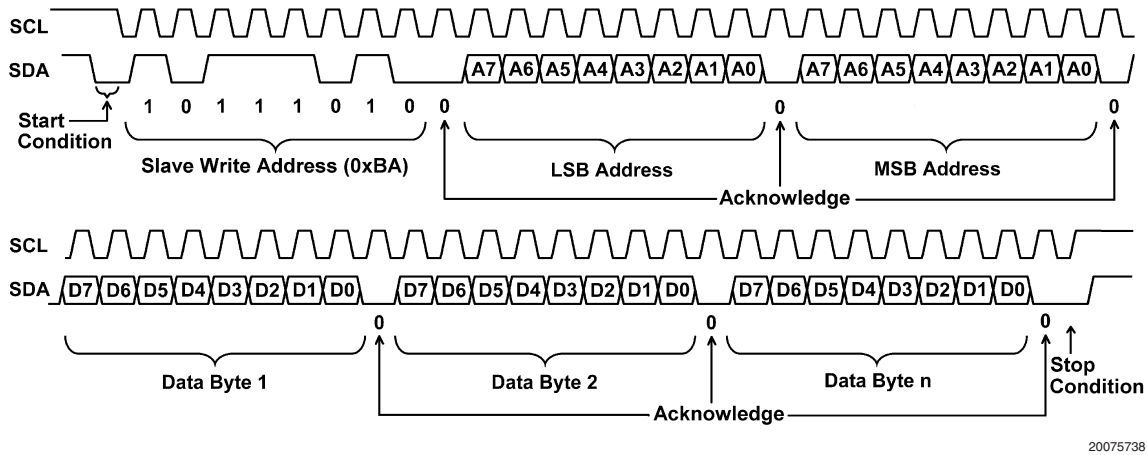 SCL
SDA A7 A6 A5 A4 A3 A2 A1 A0 A7 A6 A5 A4 A3 A2 A1 A0
1 0 1 1 1 0 1 0 0 0 0
Start
Condition
Slave Write Address (0xBA)
LSB Address
MSB Address
Acknowledge
SCL
SDA D7 D6 D5 D4 D3 D2 D1 D0 D7 D6 D5 D4 D3 D2 D1 D0 D7 D6 D5 D4 D3 D2 D1 D0
0 0 0
Data Byte 1
Data Byte 2
Data Byte n
Stop
Condition
Acknowledge
20075738